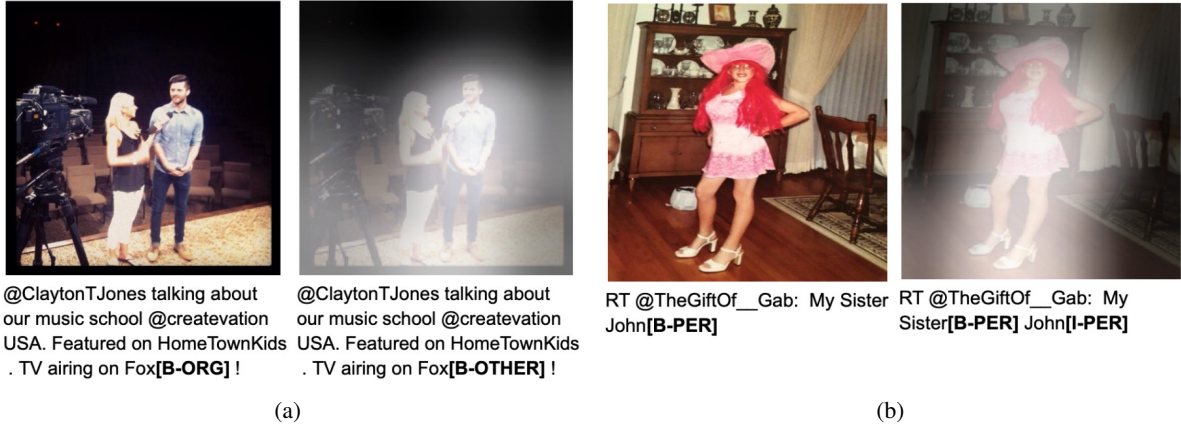 @ClaytonTJones talking about
our music school @createvation
USA. Featured on HomeTownKids
. TV airing on Fox[B-ORG] !
@ClaytonTJones talking about
our music school @createvation
USA. Featured on HomeTownKids
. TV airing on Fox[B-OTHER] !
(a)
RT @TheGiftOf__Gab: My Sister
John[B-PER]
RT @TheGiftOf__Gab: My
Sister[B-PER] John[I-PER]
(b)